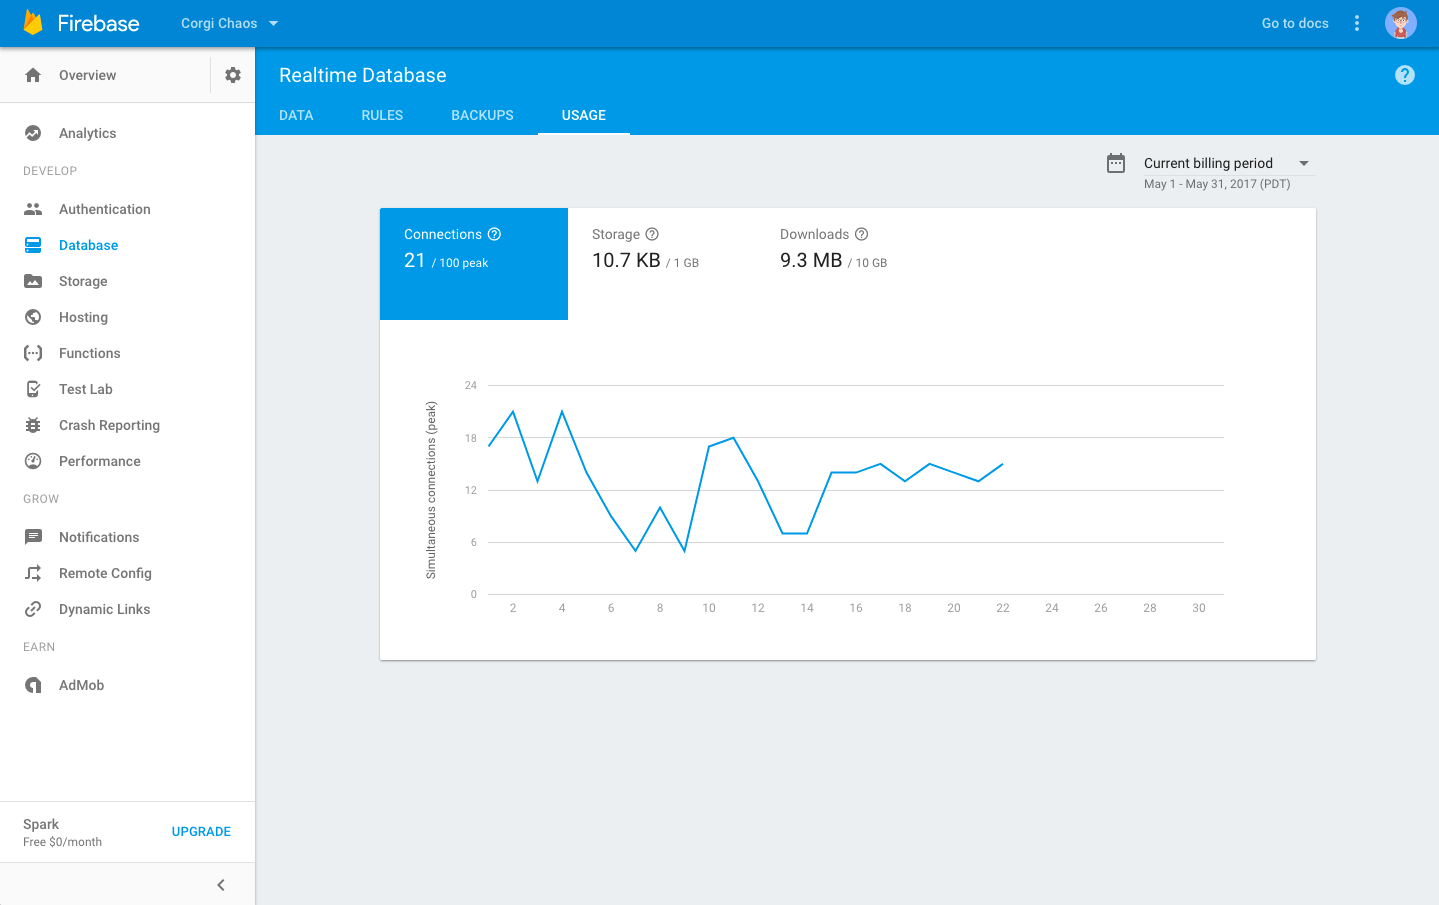 Firebase
Corgi Chaos
Go to docs
Overview
Analytics
DEVELOP
Authentication
Database
Storage
Hosting
Functions
Test Lab
Crash Reporting
Performance
GROW
Notifications
Remote Config
Dynamic Links
EARN
AdMob
Spark
Free $0/month
UPGRADE
Realtime Database
DATA RULES BACKUPS USAGE
Current billing period
May 1 - May 31, 2017 (PDT)
Connections
21 / 100 peak
Storage
10.7 KB / 1 GB
Downloads
9.3 MB / 10 GB
Simultaneous connections (peak)
24
18
12
6
0
2 4 6 8 10 12 14 16 18 20 22 24 26 28 30